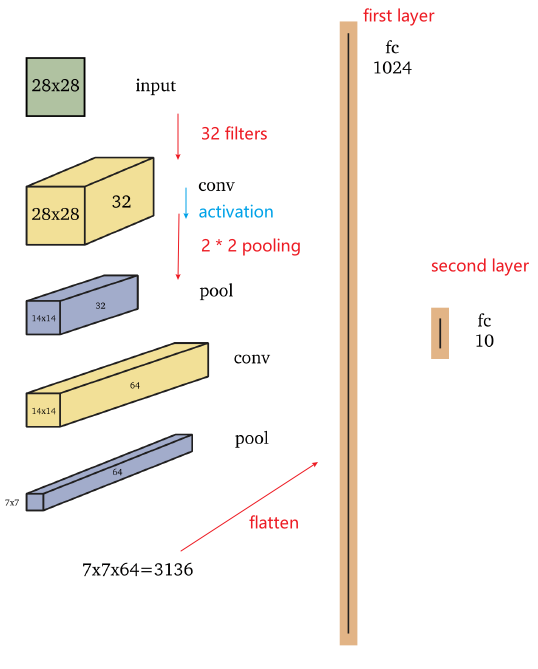 first layer
fc
1024
28x28
input
32 filters
conv
32
28x28
activation
2 * 2 pooling
second layer
pool
32
14x14
fc
10
conv
64
14x14
pool
64
7x7
flatten
7x7x64=3136